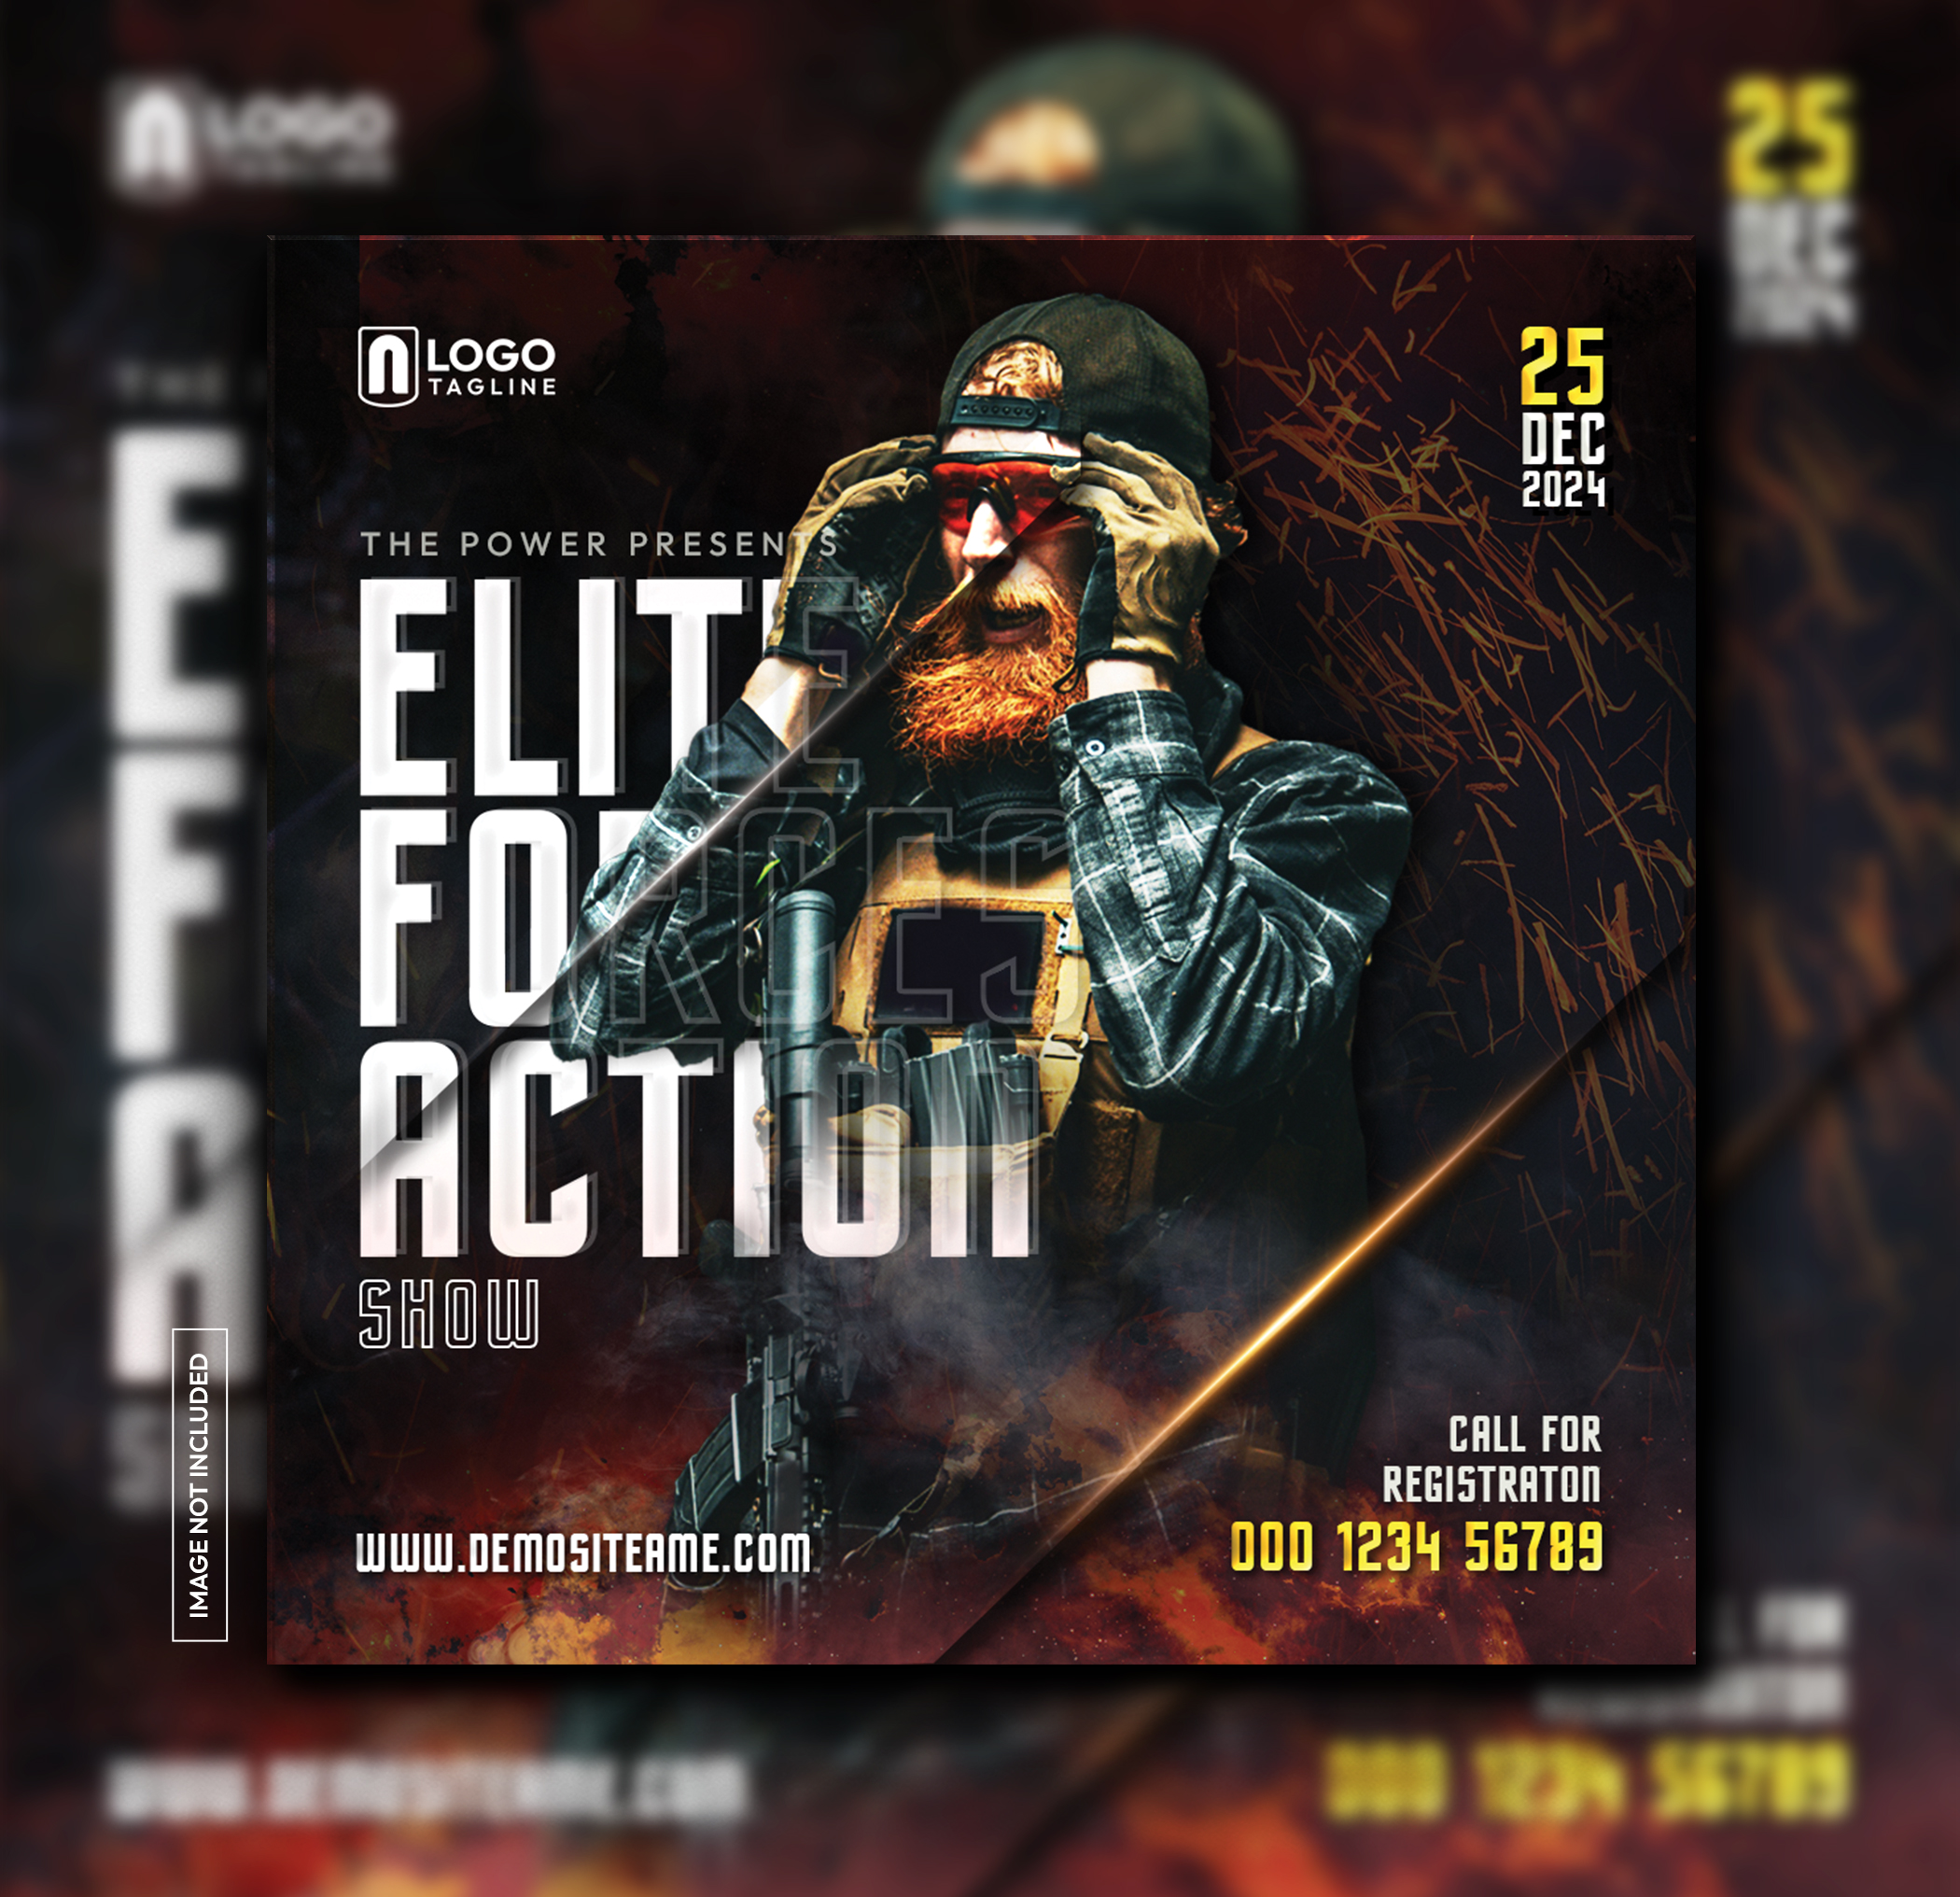 LOGO
TAGLINE
25
DEC
2024
THE POWER PRESENTS
ELITE
FORCES
ACTION
SHOW
IMAGE NOT INCLUDED
CALL FOR
REGISTRATON
000 1234 56789
WWW.DEMOSITEAME.COM